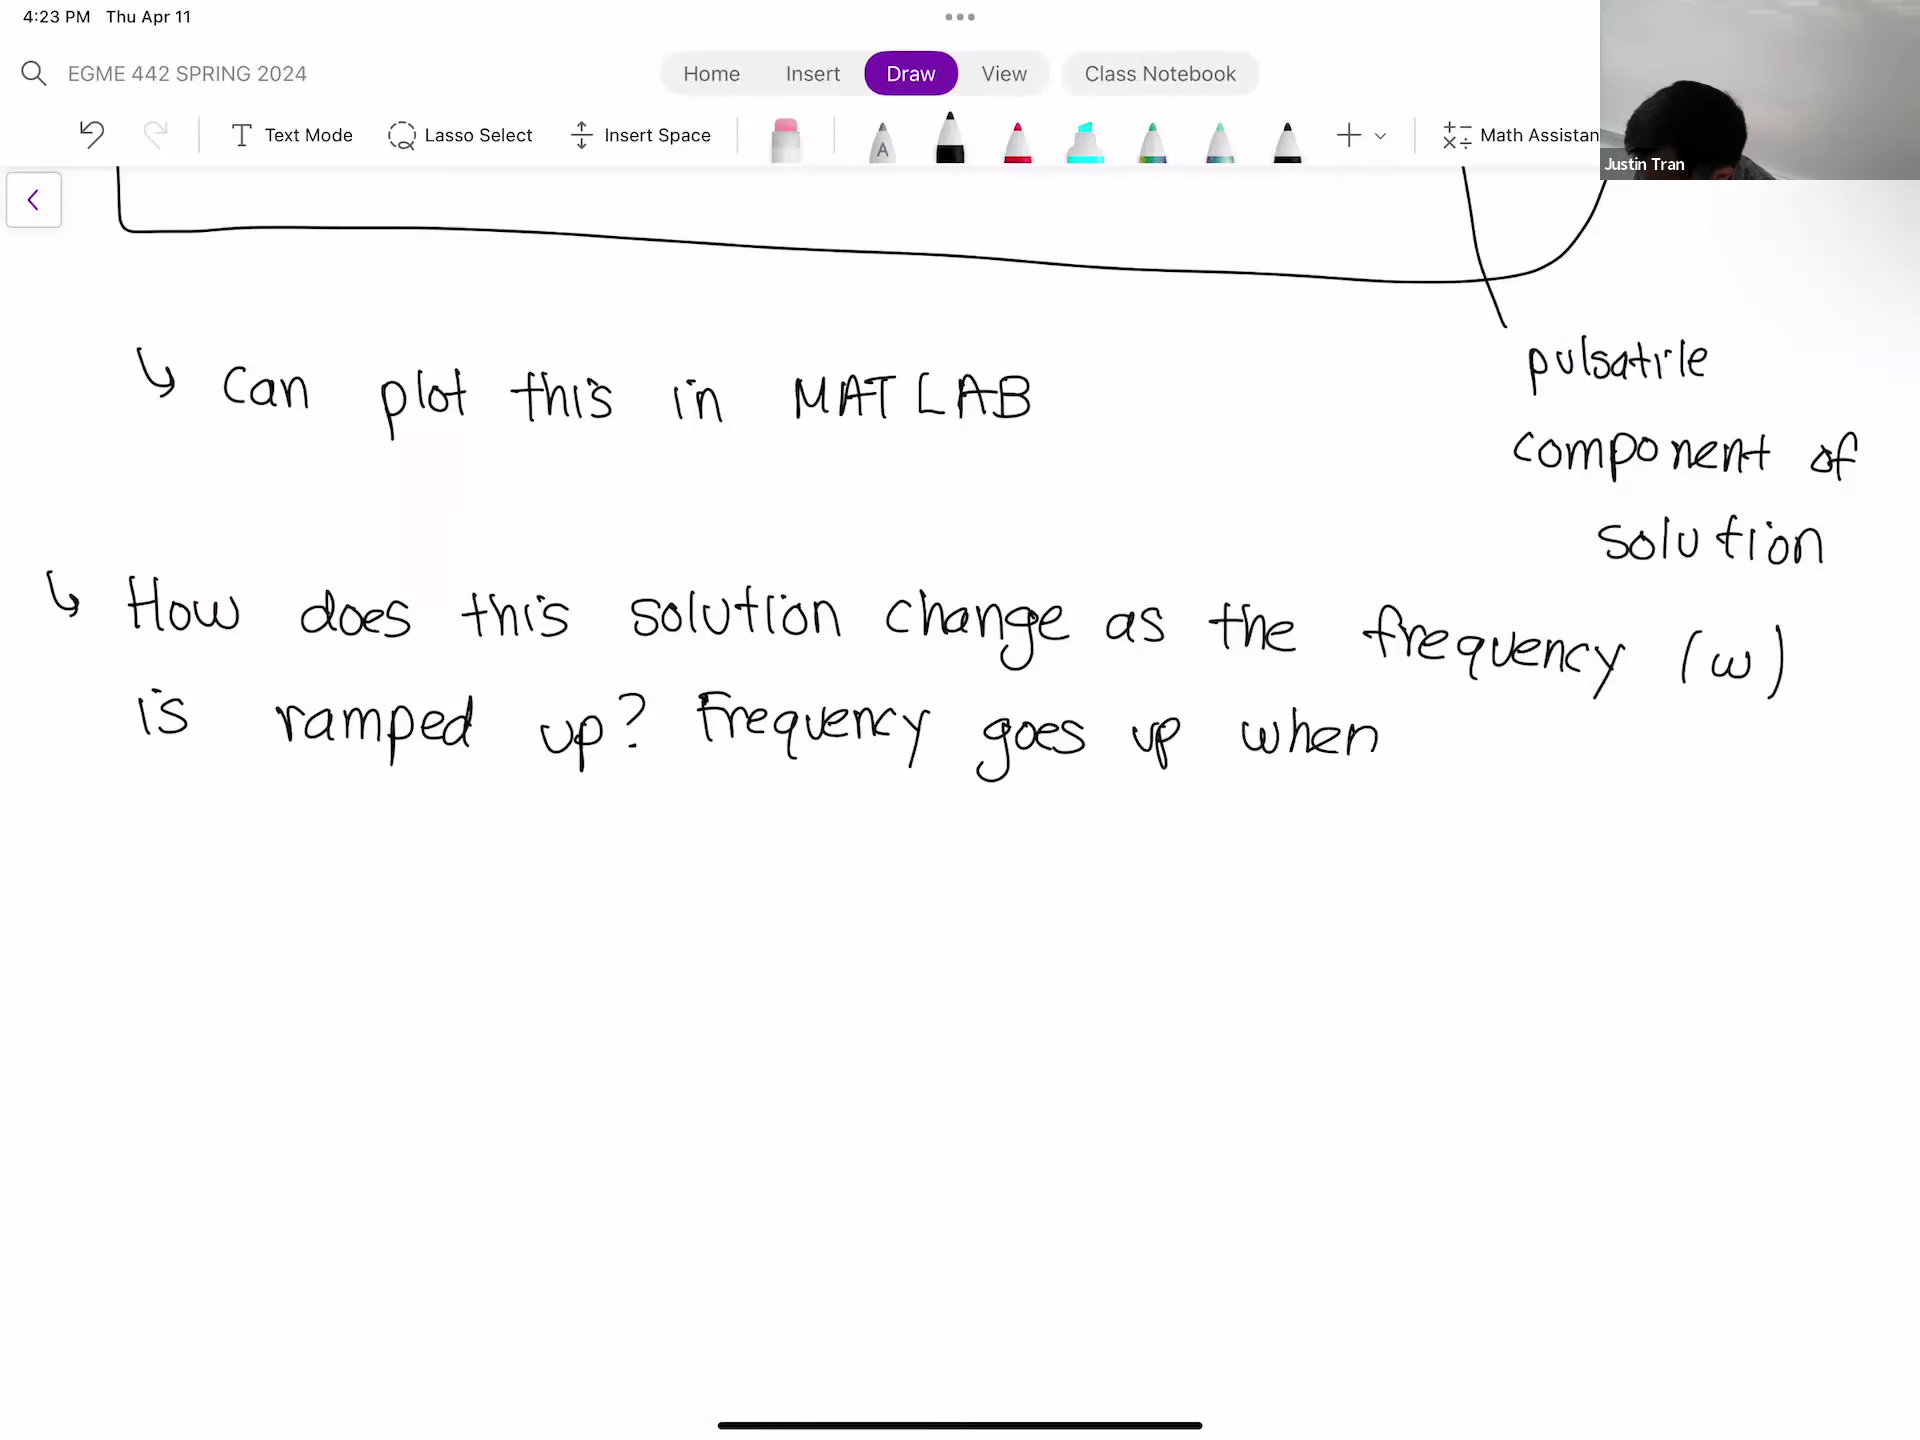 4:23 PM Thu Apr 11
EGME 442 SPRING 2024
Home Insert Draw View Class Notebook
Text Mode Lasso Select Insert Space A Math Assistan
Justin Tran
can plot this in MATLAB
pulsatile
component of
solution
How does this solution change as the frequency (ω)
is ramped up? Frequency goes up when